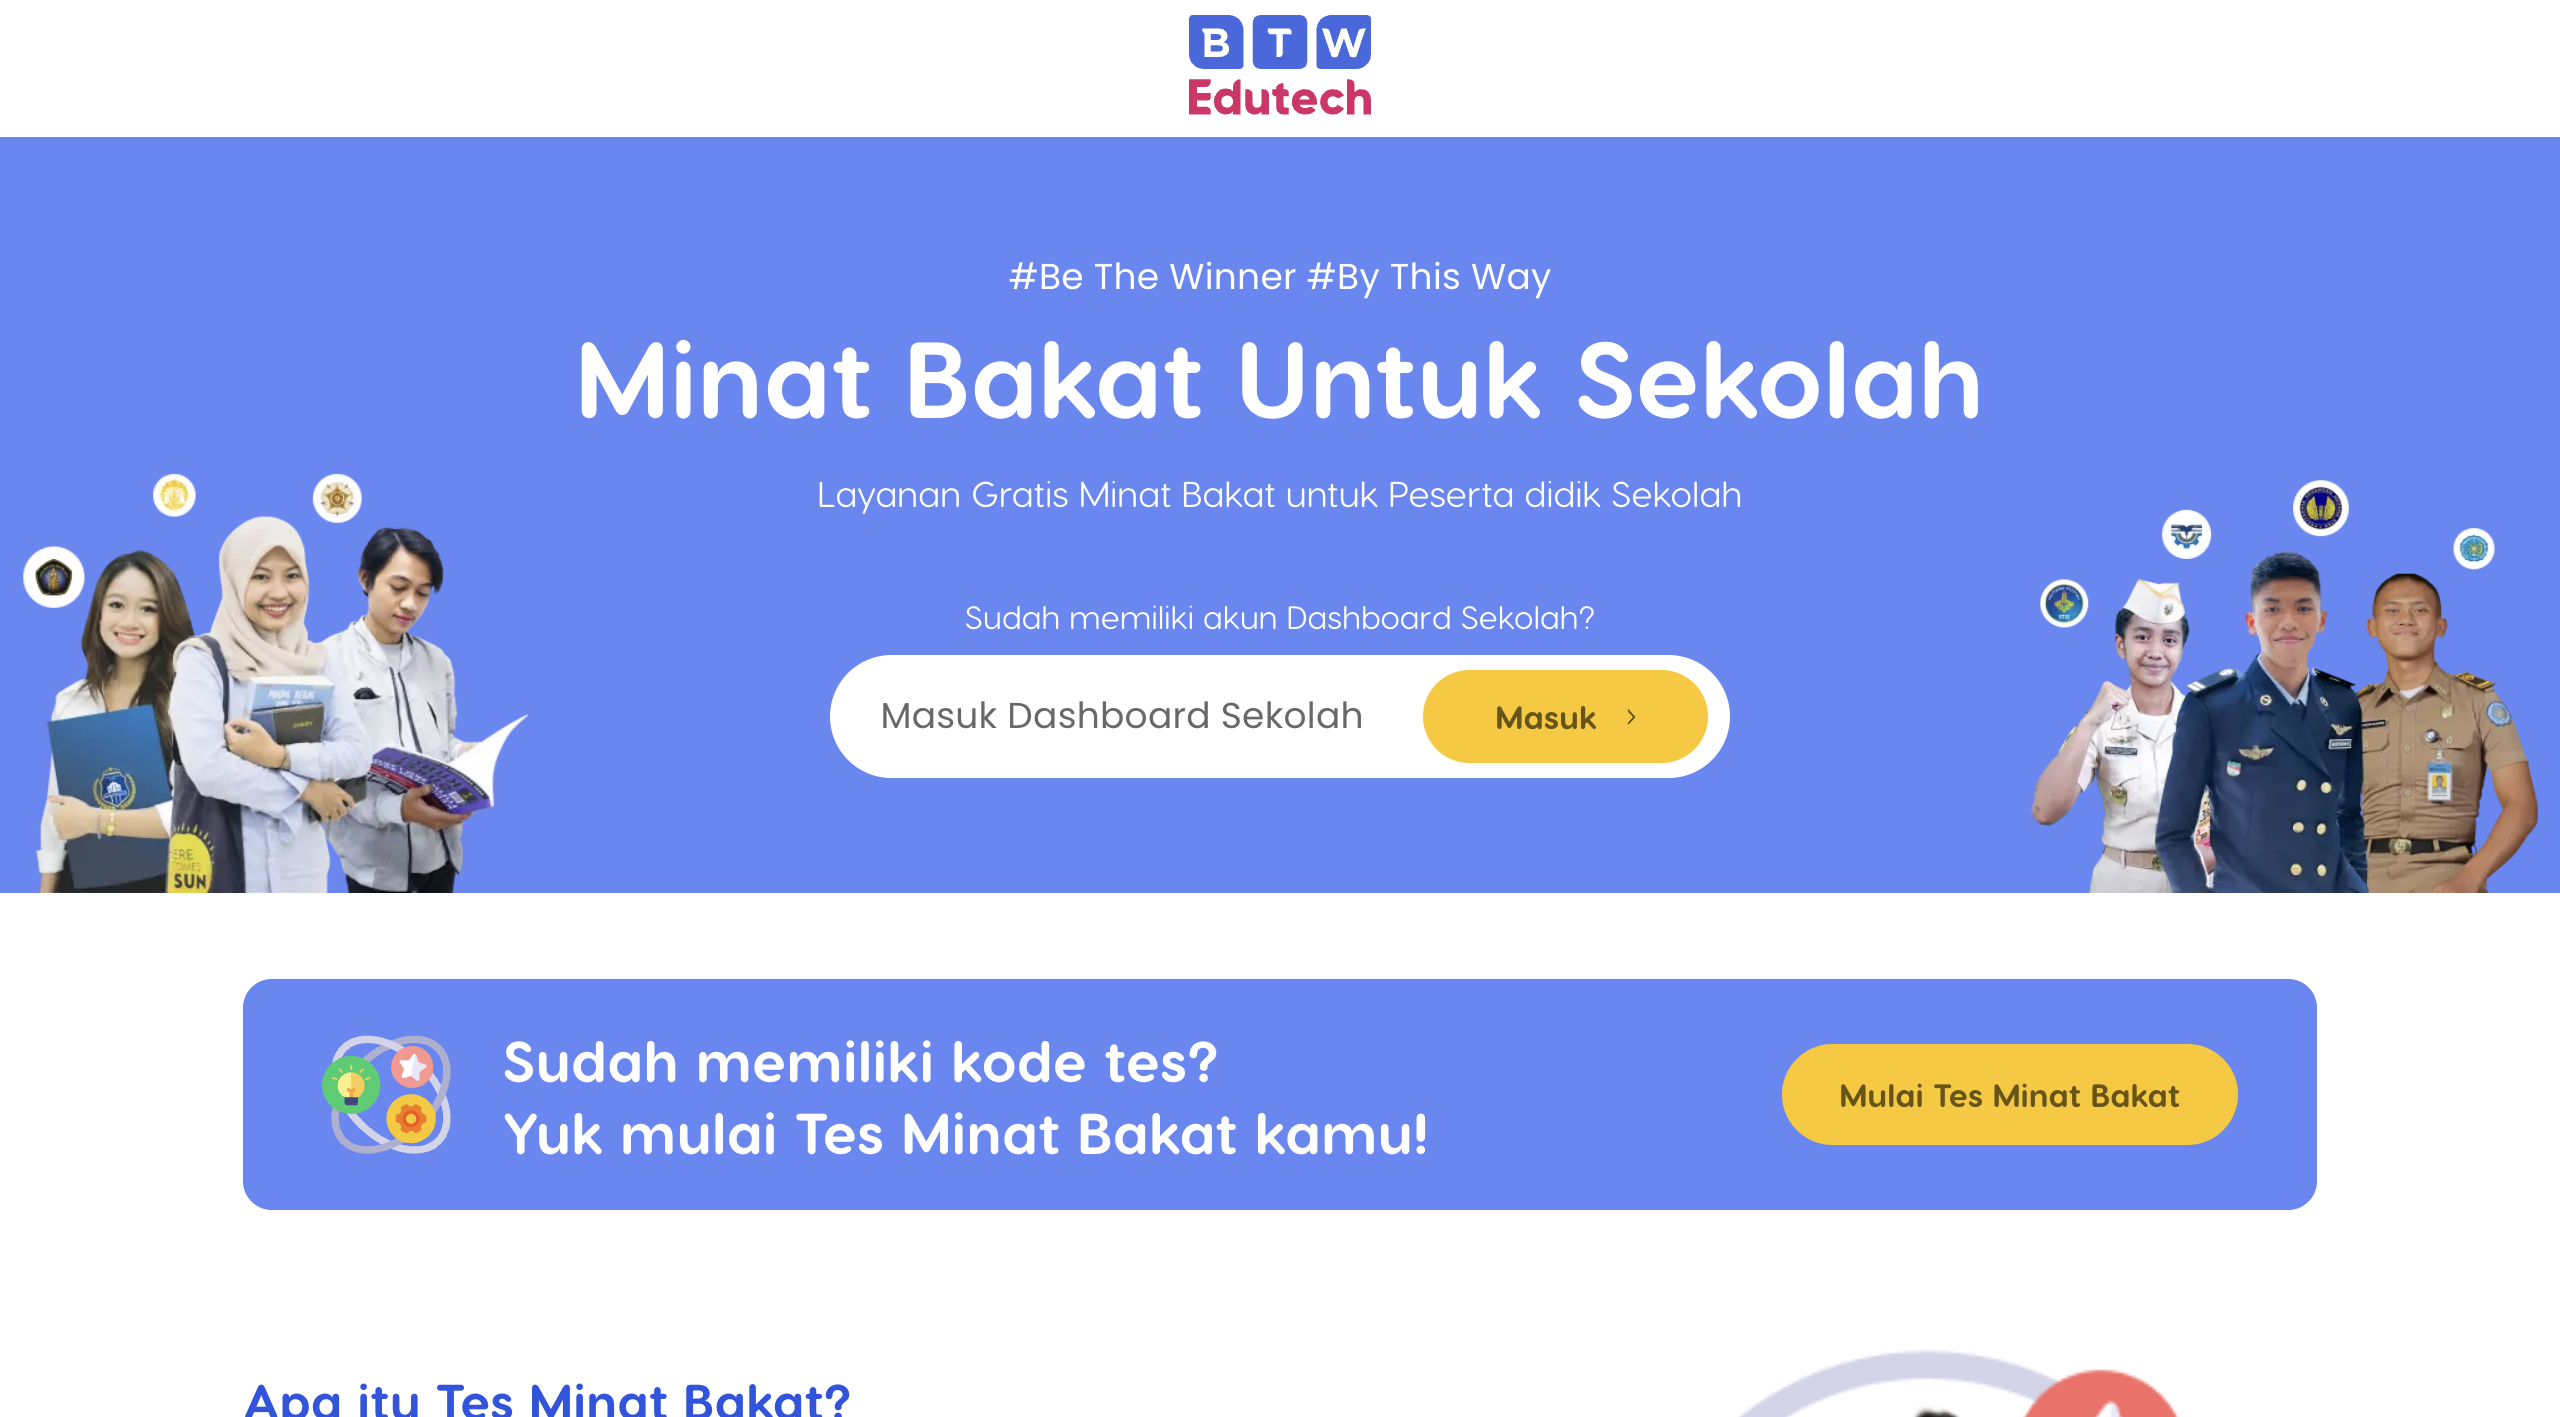 BTW
Edutech
#Be The Winner #By This Way
Minat Bakat Untuk Sekolah
Layanan Gratis Minat Bakat untuk Peserta didik Sekolah
Sudah memiliki akun Dashboard Sekolah?
Masuk Dashboard Sekolah
Masuk
SUN
Sudah memiliki kode tes?
Yuk mulai Tes Minat Bakat kamu!
Mulai Tes Minat Bakat
Apa itu Tes Minat Bakat?